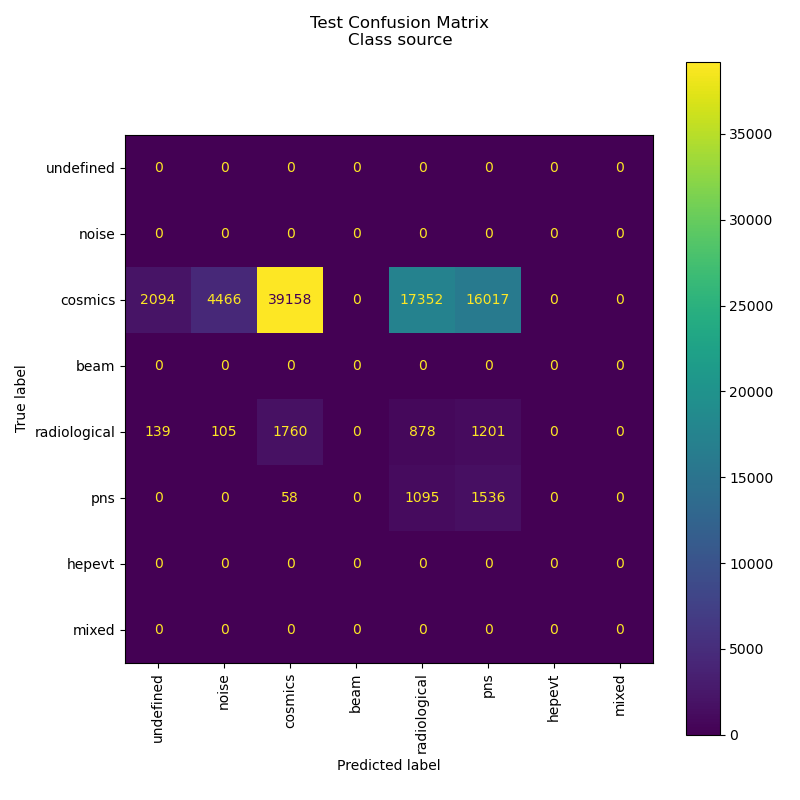 Test Confusion Matrix
Class source
undefined 0 0 0 0 0 0 0 0
noise 0 0 0 0 0 0 0 0
cosmics 2094 4466 39158 0 17352 16017 0 0
beam 0 0 0 0 0 0 0 0
radiological 139 105 1760 0 878 1201 0 0
pns 0 0 58 0 1095 1536 0 0
hepevt 0 0 0 0 0 0 0 0
mixed 0 0 0 0 0 0 0 0
True label
undefined noise cosmics beam radiological pns hepevt mixed
Predicted label
35000
30000
25000
20000
15000
10000
5000
0